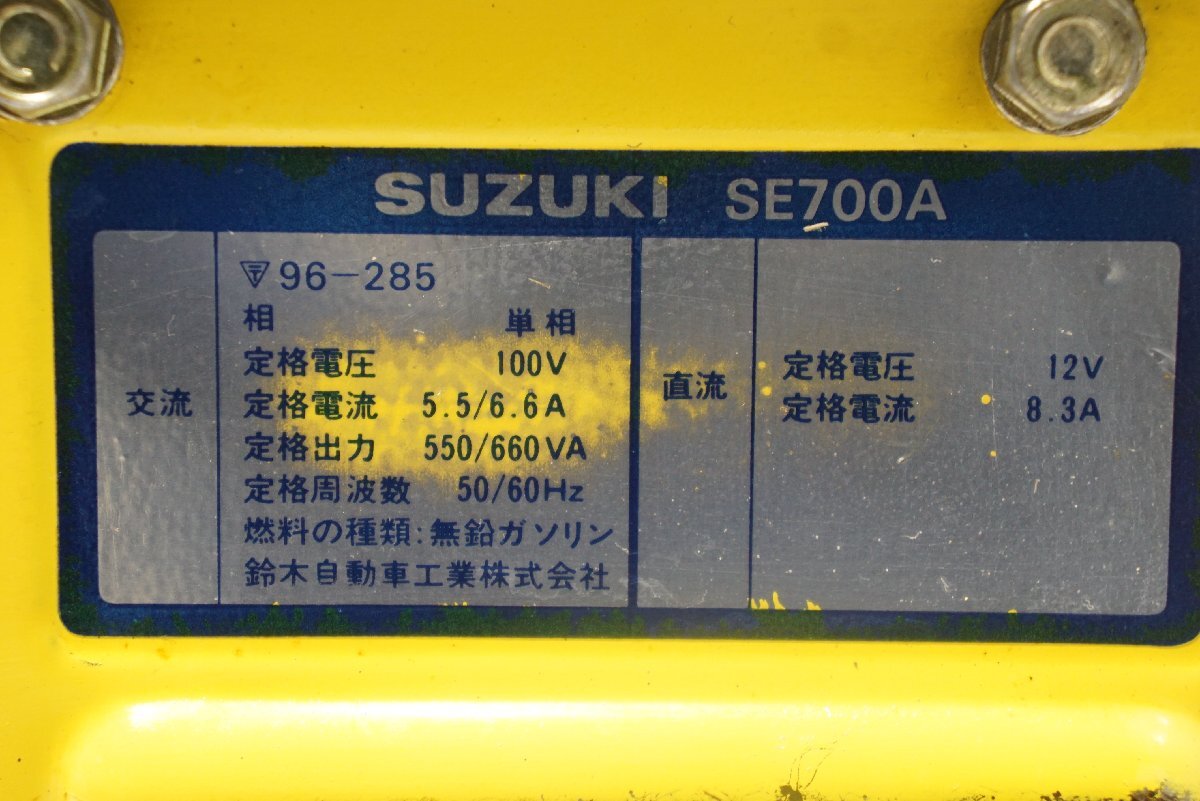 SUZUKI SE700A
交流
〒96-285
相 単相
定格電圧 100V
定格電流 5.5/6.6A
定格出力 550/660VA
定格周波数 50/60Hz
燃料の種類:無鉛ガソリン
鈴木自動車工業株式会社
直流
定格電圧 12V
定格電流 8.3A